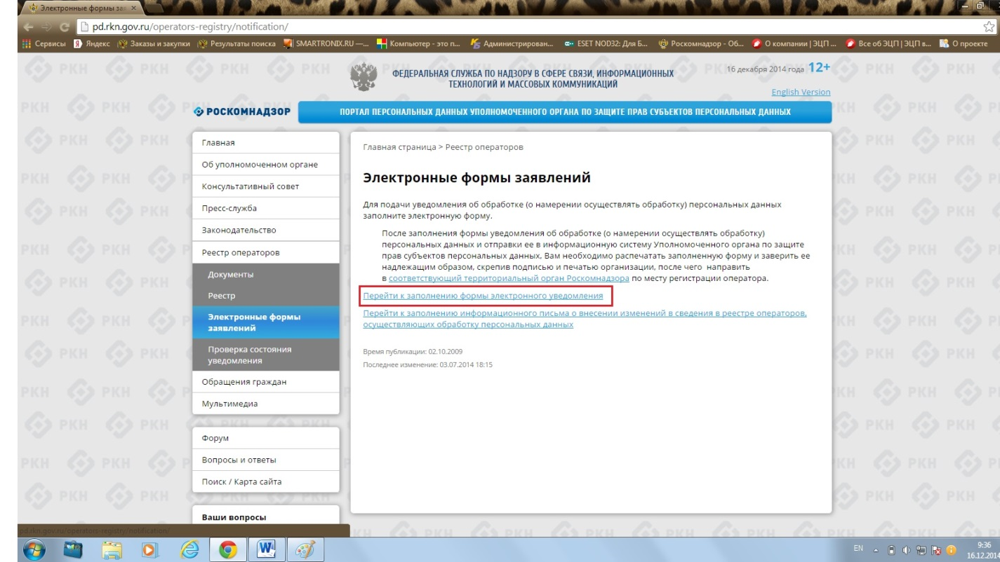 Электронные формы зая
pd.rkn.gov.ru/operators-registry/notification/
Сервисы Яндекс Заказы и закупки Результаты поиска SMARTRONIX.RU —... Компьютер - это п... Администрирован... ESET NOD32: Для Б... Роскомнадзор - Об... О компании | ЭЦП ... Все об ЭЦП | ЭЦП в... О проекте
ФЕДЕРАЛЬНАЯ СЛУЖБА ПО НАДЗОРУ В СФЕРЕ СВЯЗИ, ИНФОРМАЦИОННЫХ
ТЕХНОЛОГИЙ И МАССОВЫХ КОММУНИКАЦИЙ
16 декабря 2014 года 12+
English Version
РОСКОМНАДЗОР
ПОРТАЛ ПЕРСОНАЛЬНЫХ ДАННЫХ УПОЛНОМОЧЕННОГО ОРГАНА ПО ЗАЩИТЕ ПРАВ СУБЪЕКТОВ ПЕРСОНАЛЬНЫХ ДАННЫХ
Главная
Об уполномоченном органе
Консультативный совет
Пресс-служба
Законодательство
Реестр операторов
Документы
Реестр
Электронные формы
заявлений
Проверка состояния
уведомления
Обращения граждан
Мультимедиа
Форум
Вопросы и ответы
Поиск / Карта сайта
Ваши вопросы
Главная страница > Реестр операторов
Электронные формы заявлений
Для подачи уведомления об обработке (о намерении осуществлять обработку) персональных данных
заполните электронную форму.
После заполнения формы уведомления об обработке (о намерении осуществлять обработку)
персональных данных и отправки ее в информационную систему Уполномоченного органа по защите
прав субъектов персональных данных, Вам необходимо распечатать заполненную форму и заверить ее
надлежащим образом, скрепив подписью и печатью организации, после чего направить
в соответствующий территориальный орган Роскомнадзора по месту регистрации оператора.
Перейти к заполнению формы электронного уведомления
Перейти к заполнению информационного письма о внесении изменений в сведения в реестре операторов,
осуществляющих обработку персональных данных
Время публикации: 02.10.2009
Последнее изменение: 03.07.2014 18:15
pd.rkn.gov.ru/operators-registry/notification/
EN
9:36
16.12.2014